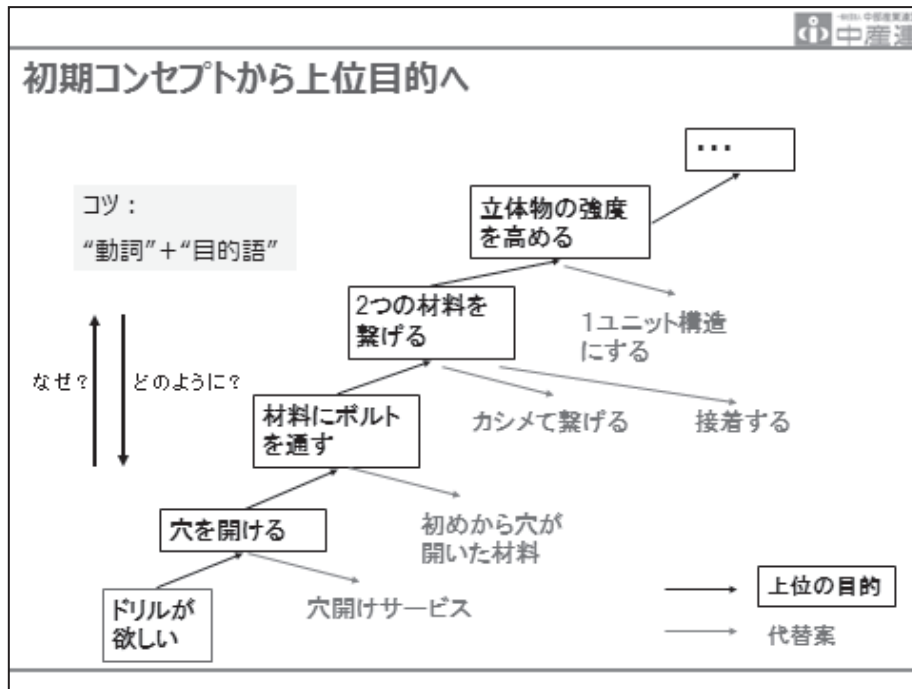 中産連
初期コンセプトから上位目的へ
・・・
コツ：
“動詞”＋“目的語”
立体物の強度
を高める
2つの材料を
繋げる
1ユニット構造
にする
なぜ？
どのように？
材料にボルト
を通す
カシメて繋げる
接着する
穴を開ける
初めから穴が
開いた材料
ドリルが
欲しい
穴開けサービス
上位の目的
代替案